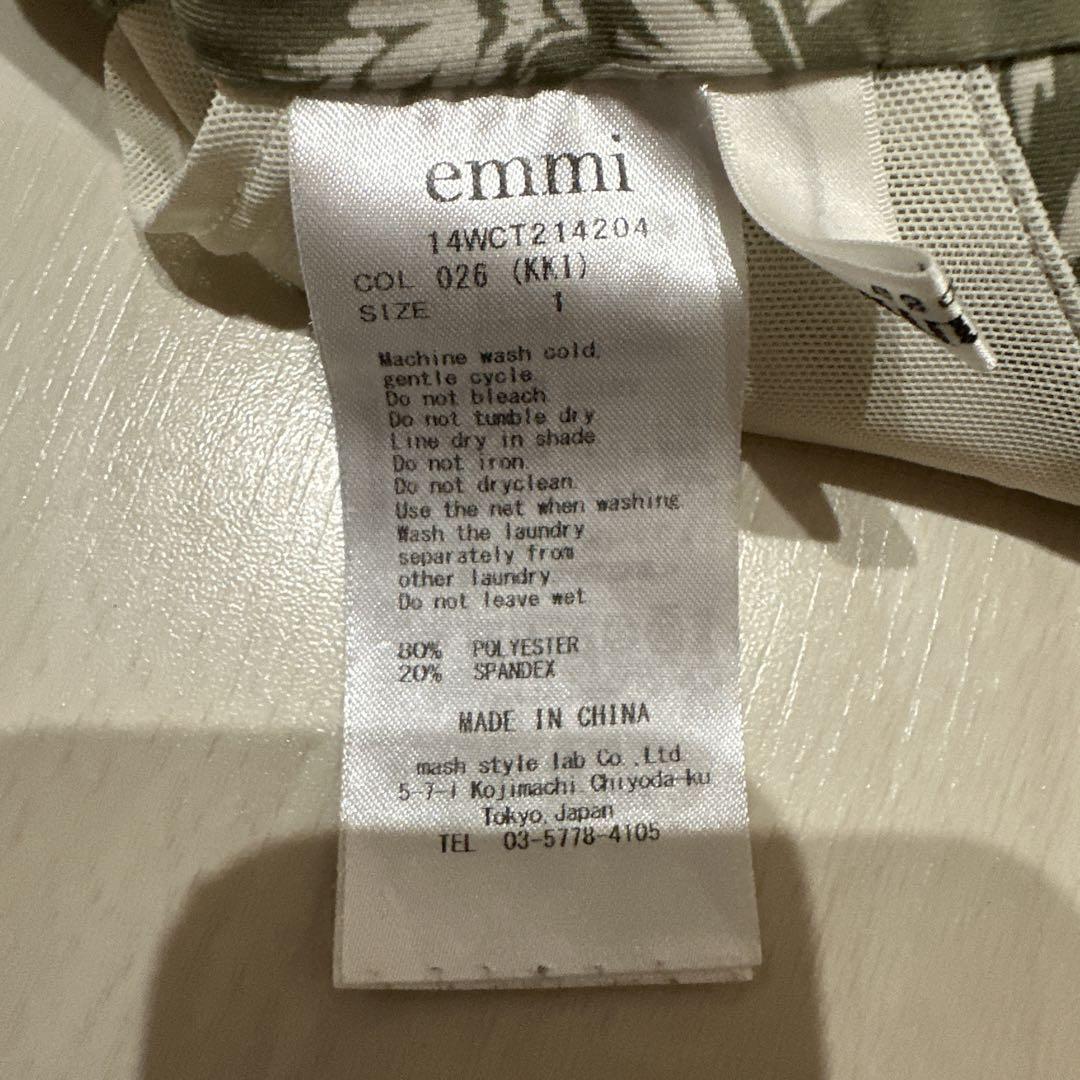 emmi
14WCT214204
COL 026 (KKI)
SIZE 1
Machine wash cold,
gentle cycle.
Do not bleach.
Do not tumble dry
Line dry in shade.
Do not iron.
Do not dryclean.
Use the net when washing
Wash the laundry
separately from
other laundry.
Do not leave wet.
80% POLYESTER
20% SPANDEX
MADE IN CHINA
mash style lab Co.,Ltd.
5-7-1 Kojimachi Chiyoda-ku
Tokyo, Japan
TEL 03-5778-4105